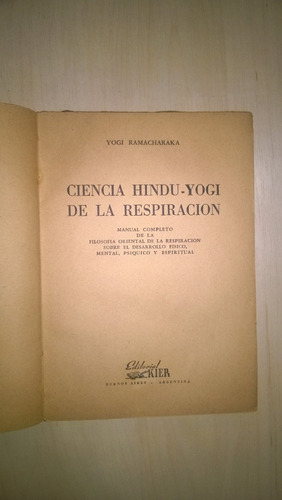 YOGI RAMACHARAKA
CIENCIA HINDU-YOGI
DE LA RESPIRACION
MANUAL COMPLETO
DE LA
FILOSOFIA ORIENTAL DE LA RESPIRACION
SOBRE EL DESARROLLO FISICO,
MENTAL, PSIQUICO Y ESPIRITUAL
Editorial
KIER
BUENOS AIRES - ARGENTINA